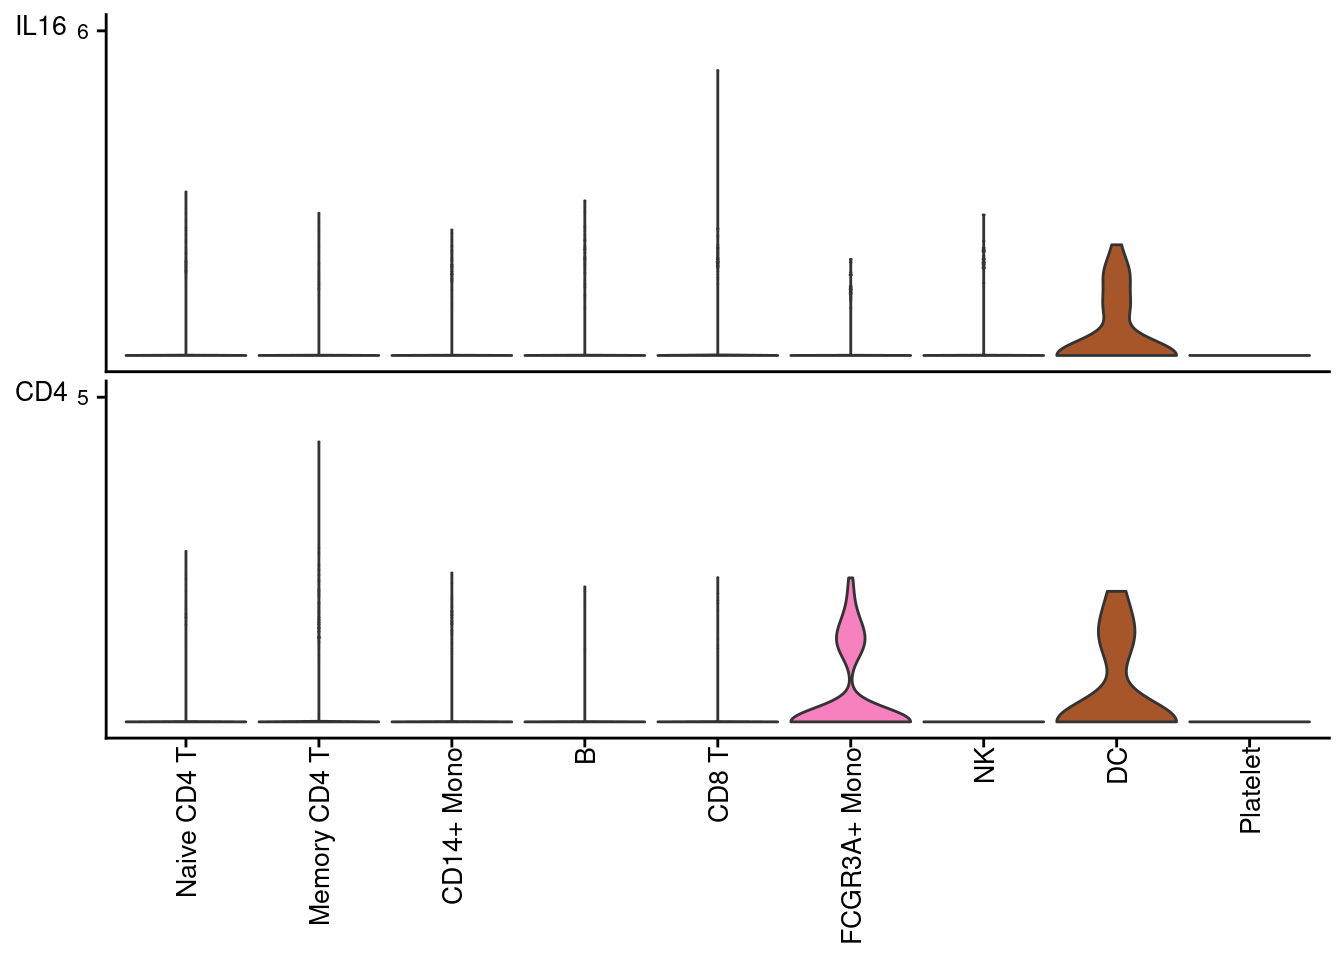 IL16 6
CD4 5
Naive CD4 T
Memory CD4 T
CD14+ Mono
B
CD8 T
FCGR3A+ Mono
NK
DC
Platelet